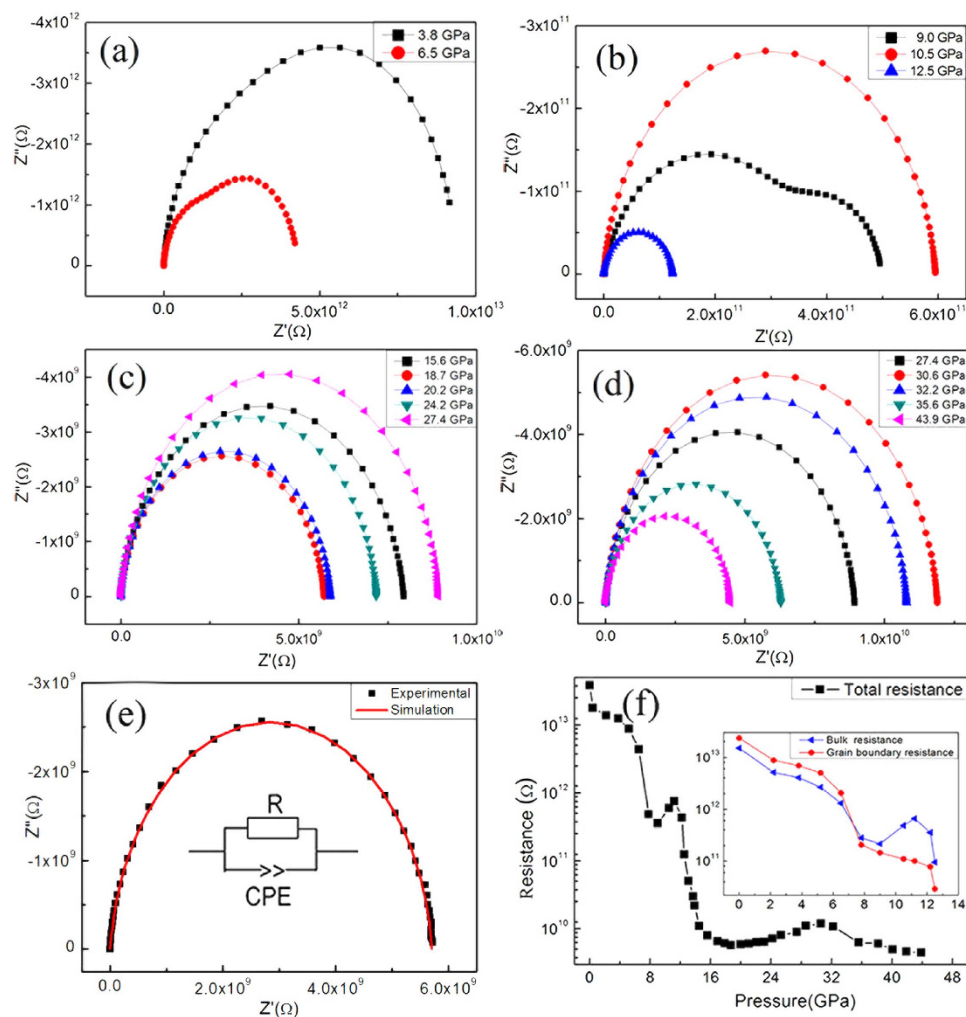 (a)
3.8 GPa
6.5 GPa
-4x10¹²
-3x10¹²
-2x10¹²
-1x10¹²
0
Z"(Ω)
0.0
5.0x10¹²
1.0x10¹³
Z'(Ω)
(b)
9.0 GPa
10.5 GPa
12.5 GPa
-3x10¹¹
-2x10¹¹
-1x10¹¹
0
Z"(Ω)
0.0
2.0x10¹¹
4.0x10¹¹
6.0x10¹¹
Z'(Ω)
(c)
15.6 GPa
18.7 GPa
20.2 GPa
24.2 GPa
27.4 GPa
-4x10⁹
-3x10⁹
-2x10⁹
-1x10⁹
0
Z"(Ω)
0.0
5.0x10⁹
1.0x10¹⁰
Z'(Ω)
(d)
27.4 GPa
30.6 GPa
32.2 GPa
35.6 GPa
43.9 GPa
-6.0x10⁹
-4.0x10⁹
-2.0x10⁹
0.0
Z"(Ω)
0.0
5.0x10⁹
1.0x10¹⁰
Z'(Ω)
(e)
Experimental
Simulation
-3x10⁹
-2x10⁹
-1x10⁹
0
Z"(Ω)
R
>>
CPE
0.0
2.0x10⁹
4.0x10⁹
6.0x10⁹
Z'(Ω)
(f)
Total resistance
10¹³
10¹²
10¹¹
10¹⁰
Resistance (Ω)
Bulk resistance
Grain boundary resistance
10¹³
10¹²
10¹¹
0 2 4 6 8 10 12 14
0 8 16 24 32 40 48
Pressure(GPa)